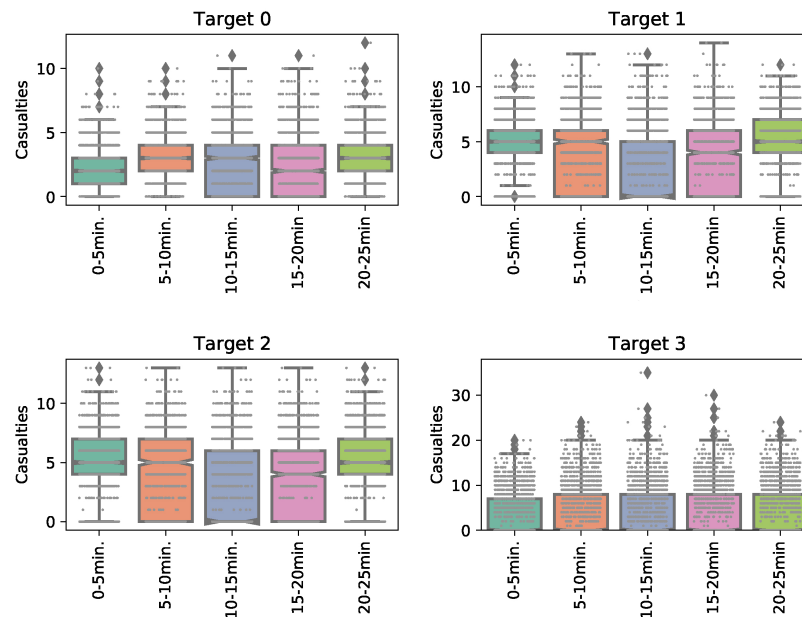 Target 0
Casualties
10
5
0
0-5min.
5-10min.
10-15min.
15-20min
20-25min.
Target 1
Casualties
10
5
0
0-5min.
5-10min.
10-15min.
15-20min
20-25min.
Target 2
Casualties
10
5
0
0-5min.
5-10min.
10-15min.
15-20min
20-25min.
Target 3
Casualties
30
20
10
0
0-5min.
5-10min.
10-15min.
15-20min
20-25min.